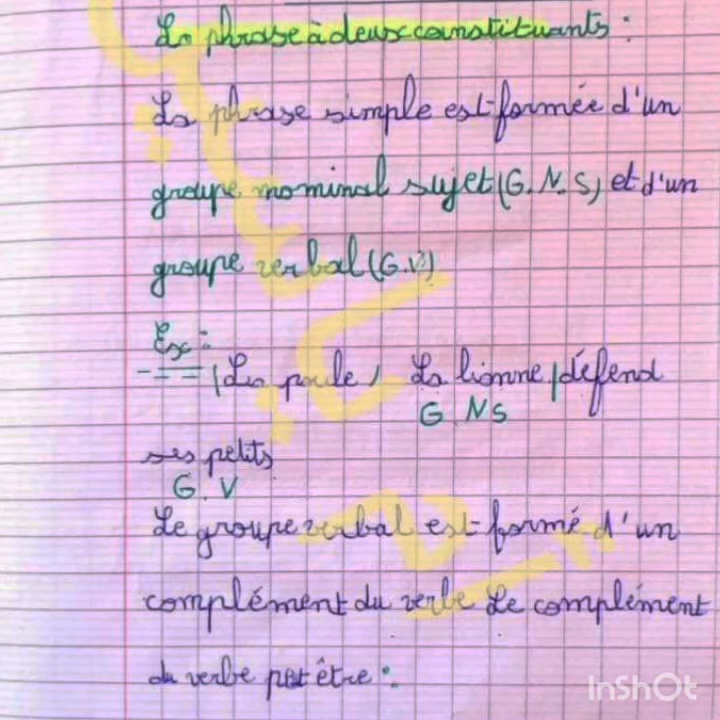 La phrase à deux constituants :
La phrase simple est formée d'un
groupe nominal sujet (G.N.S) et d'un
groupe verbal (G.V)
Ex :
(La poule) La lionne / défend
G.NS
ses petits
G.V
Le groupe verbal est formé d'un
complément du verbe Le complément
du verbe pet être :
InShOt